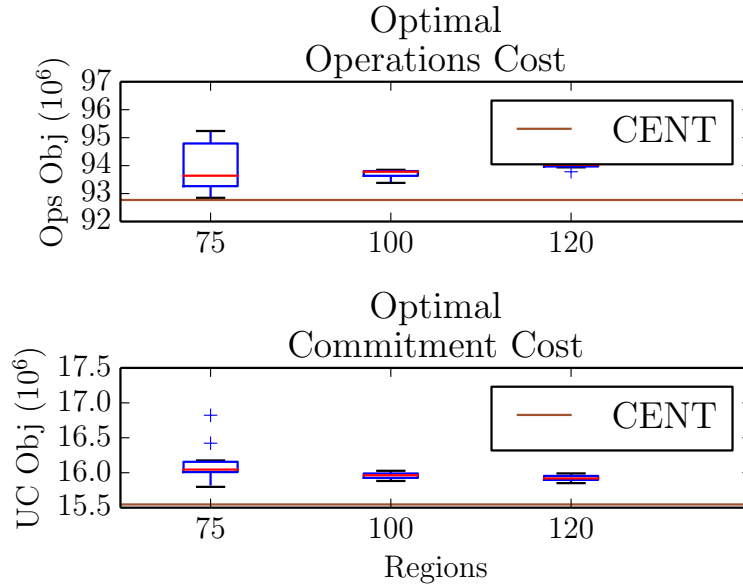 Optimal
Operations Cost
Ops Obj (10⁶)
97
96
95
94
93
92
CENT
75 100 120
Optimal
Commitment Cost
UC Obj (10⁶)
17.5
17.0
16.5
16.0
15.5
CENT
75 100 120
Regions